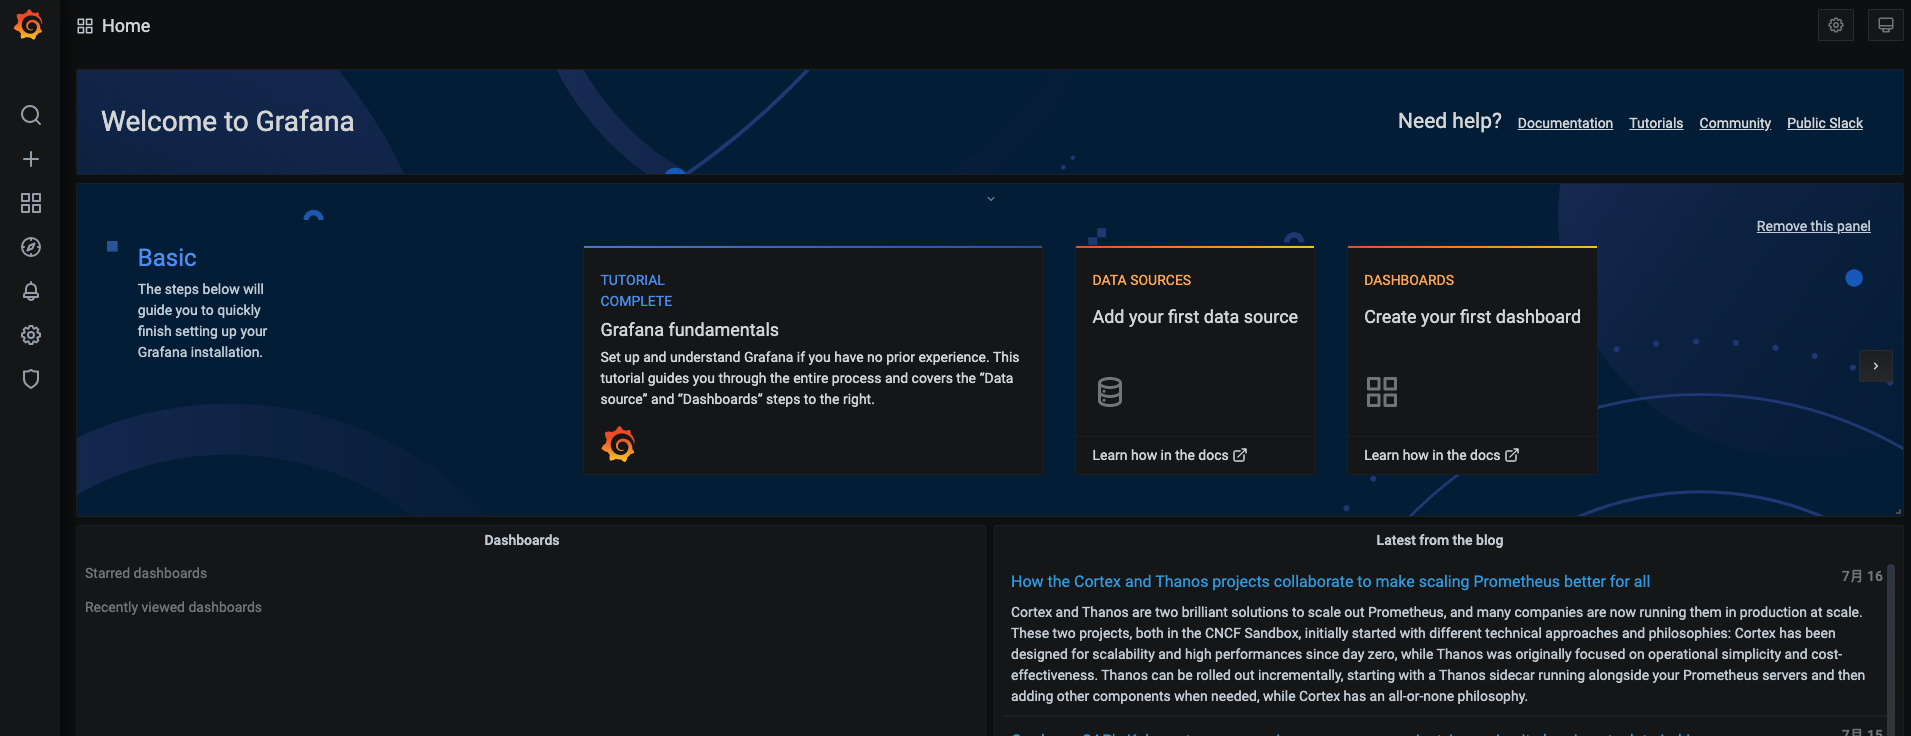 Home
Welcome to Grafana
Need help?
Documentation
Tutorials
Community
Public Slack
Remove this panel
Basic
The steps below will
guide you to quickly
finish setting up your
Grafana installation.
TUTORIAL
COMPLETE
Grafana fundamentals
Set up and understand Grafana if you have no prior experience. This
tutorial guides you through the entire process and covers the “Data
source” and “Dashboards” steps to the right.
DATA SOURCES
Add your first data source
Learn how in the docs
DASHBOARDS
Create your first dashboard
Learn how in the docs
Dashboards
Starred dashboards
Recently viewed dashboards
Latest from the blog
How the Cortex and Thanos projects collaborate to make scaling Prometheus better for all
7月 16
Cortex and Thanos are two brilliant solutions to scale out Prometheus, and many companies are now running them in production at scale.
These two projects, both in the CNCF Sandbox, initially started with different technical approaches and philosophies: Cortex has been
designed for scalability and high performances since day zero, while Thanos was originally focused on operational simplicity and cost-
effectiveness. Thanos can be rolled out incrementally, starting with a Thanos sidecar running alongside your Prometheus servers and then
adding other components when needed, while Cortex has an all-or-none philosophy.
7月 15